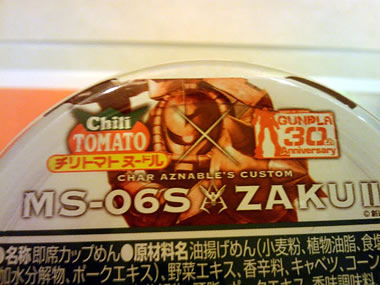 Chili
TOMATO
チリトマトヌードル
GUNPLA
30th
Anniversary
CHAR AZNABLE'S CUSTOM
MS-06S ZAKU II
●名称 即席カップめん ●原材料名 油揚げめん(小麦粉、植物油脂、食塩
加水分解物、ポークエキス)、野菜エキス、香辛料、キャベツ、コーン